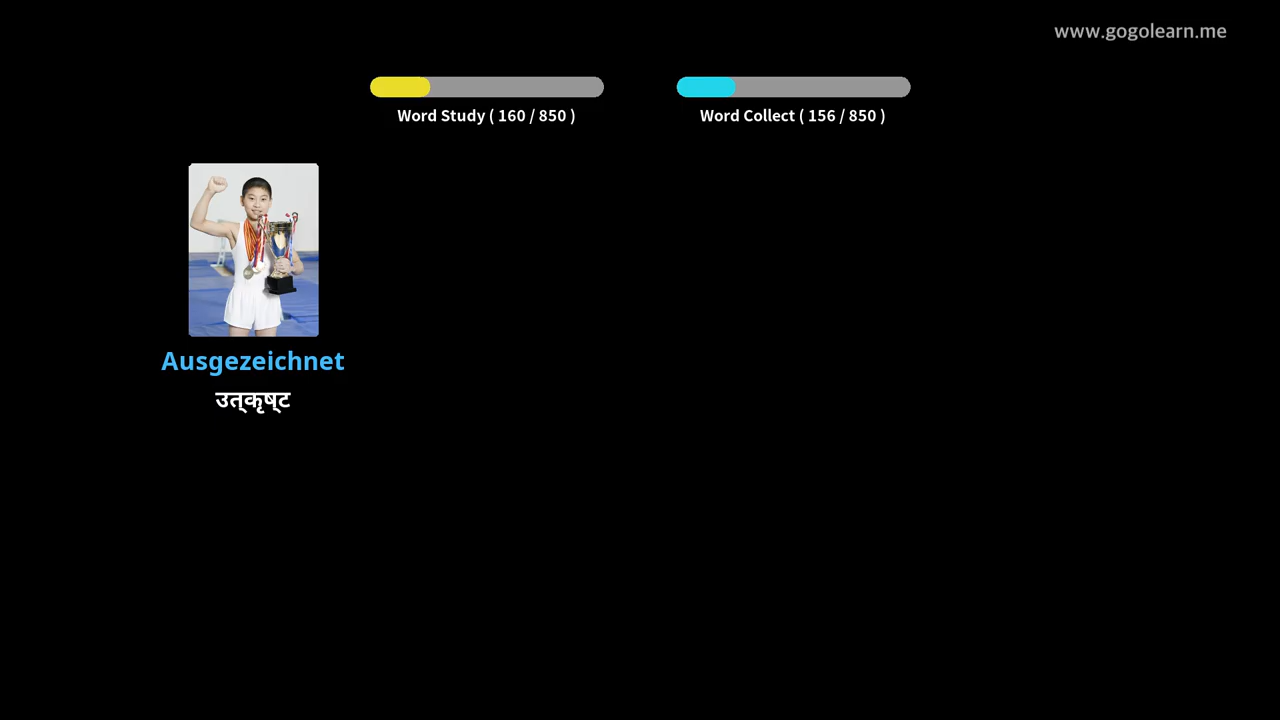 www.gogolearn.me
Word Study ( 160 / 850 )
Word Collect ( 156 / 850 )
Ausgezeichnet
उत्कृष्ट